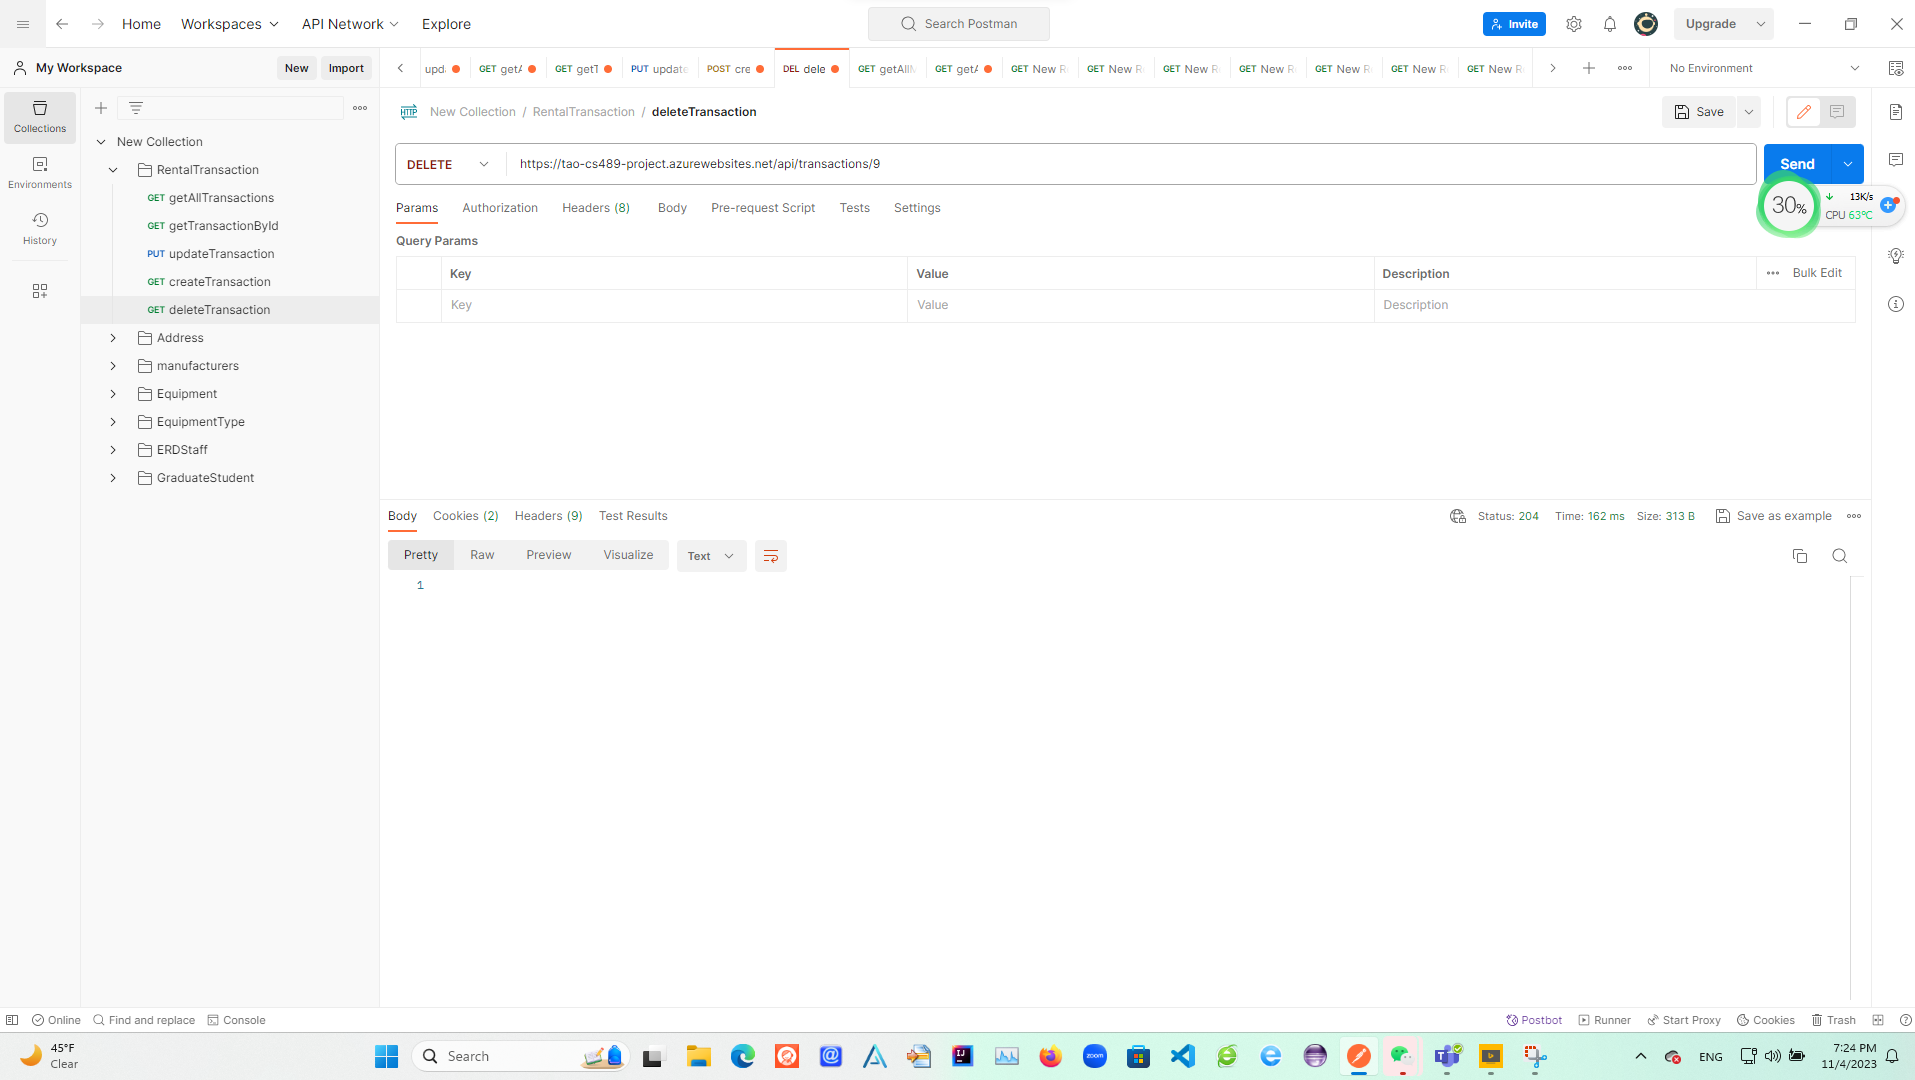 Home
Workspaces
API Network
Explore
Search Postman
Invite
Upgrade
My Workspace
New
Import
upd
GET getA
GET getT
PUT update
POST cre
DEL dele
GET getAllM
GET getA
GET New R
GET New R
GET New R
GET New R
GET New R
GET New R
GET New R
No Environment
Collections
Environments
History
New Collection
RentalTransaction
GET getAllTransactions
GET getTransactionById
PUT updateTransaction
GET createTransaction
GET deleteTransaction
Address
manufacturers
Equipment
EquipmentType
ERDStaff
GraduateStudent
HTTP New Collection / RentalTransaction / deleteTransaction
Save
DELETE
https://tao-cs489-project.azurewebsites.net/api/transactions/9
Send
30%
13K/s
CPU 63°C
Params
Authorization
Headers (8)
Body
Pre-request Script
Tests
Settings
Query Params
Key
Value
Description
Bulk Edit
Key
Value
Description
Body
Cookies (2)
Headers (9)
Test Results
Status: 204
Time: 162 ms
Size: 313 B
Save as example
Pretty
Raw
Preview
Visualize
Text
1
Online
Find and replace
Console
Postbot
Runner
Start Proxy
Cookies
Trash
45°F
Clear
Search
zoom
ENG
7:24 PM
11/4/2023